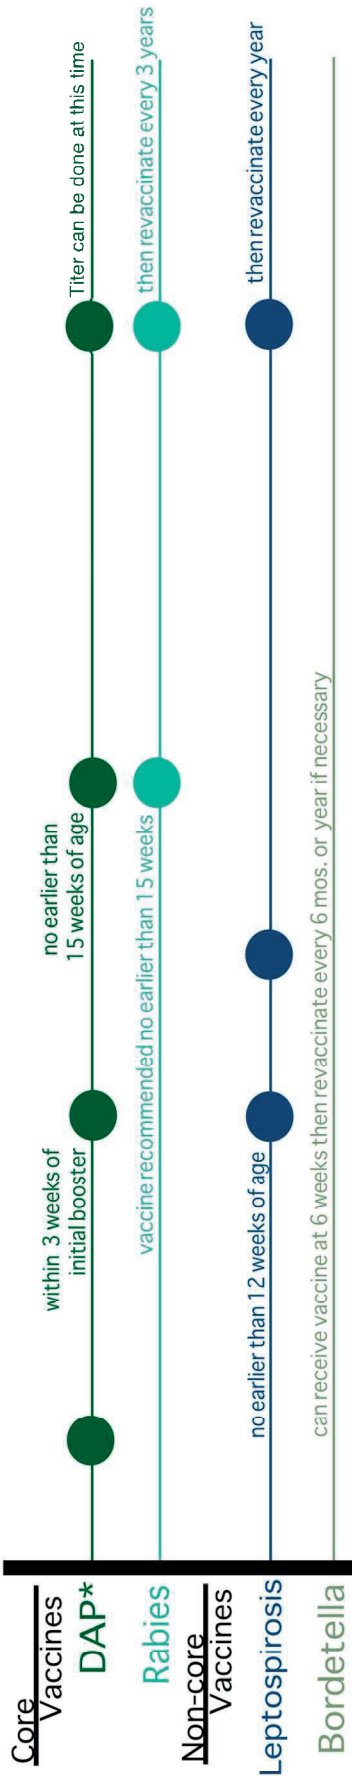 Core
Vaccines
DAP*
within 3 weeks of
initial booster
no earlier than
15 weeks of age
Titer can be done at this time
Rabies
vaccine recommended no earlier than 15 weeks
then revaccinate every 3 years
Non-core
Vaccines
Leptospirosis
no earlier than 12 weeks of age
then revaccinate every year
Bordetella
can receive vaccine at 6 weeks then revaccinate every 6 mos. or year if necessary